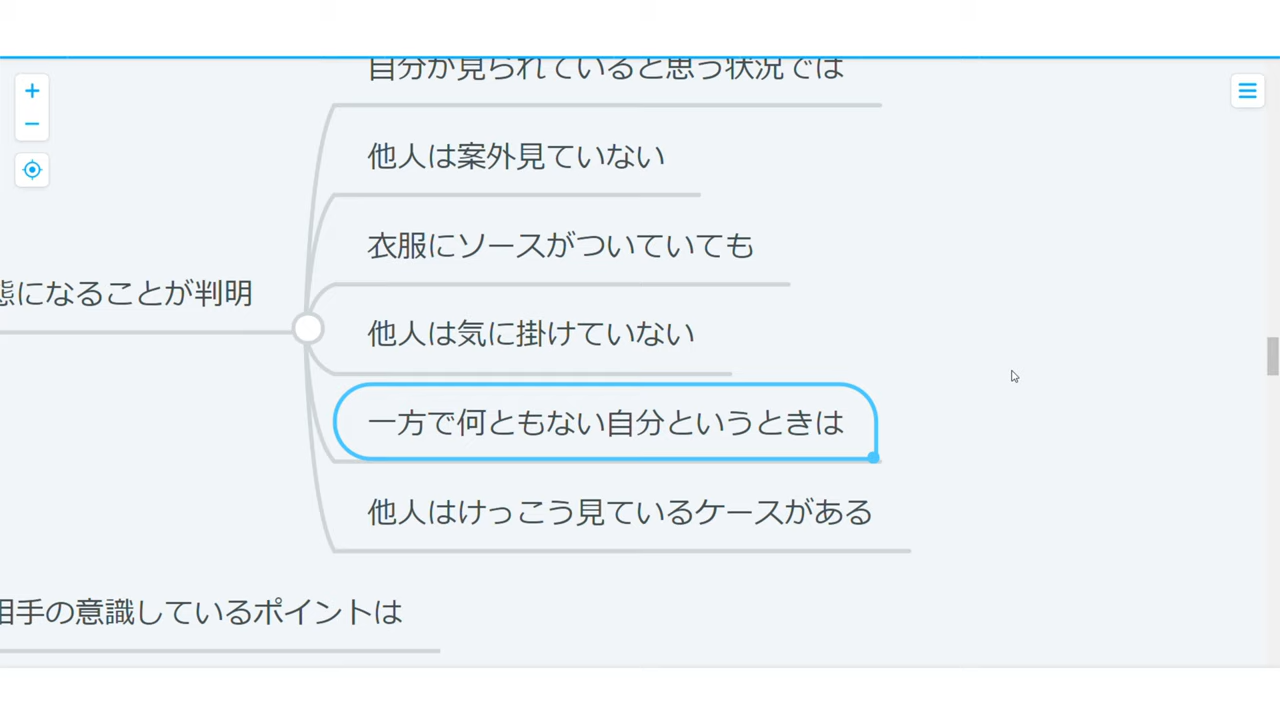 自分が見られていると思う状況では
他人は案外見ていない
衣服にソースがついていても
態になることが判明
他人は気に掛けていない
一方で何ともない自分というときは
他人はけっこう見ているケースがある
相手の意識しているポイントは